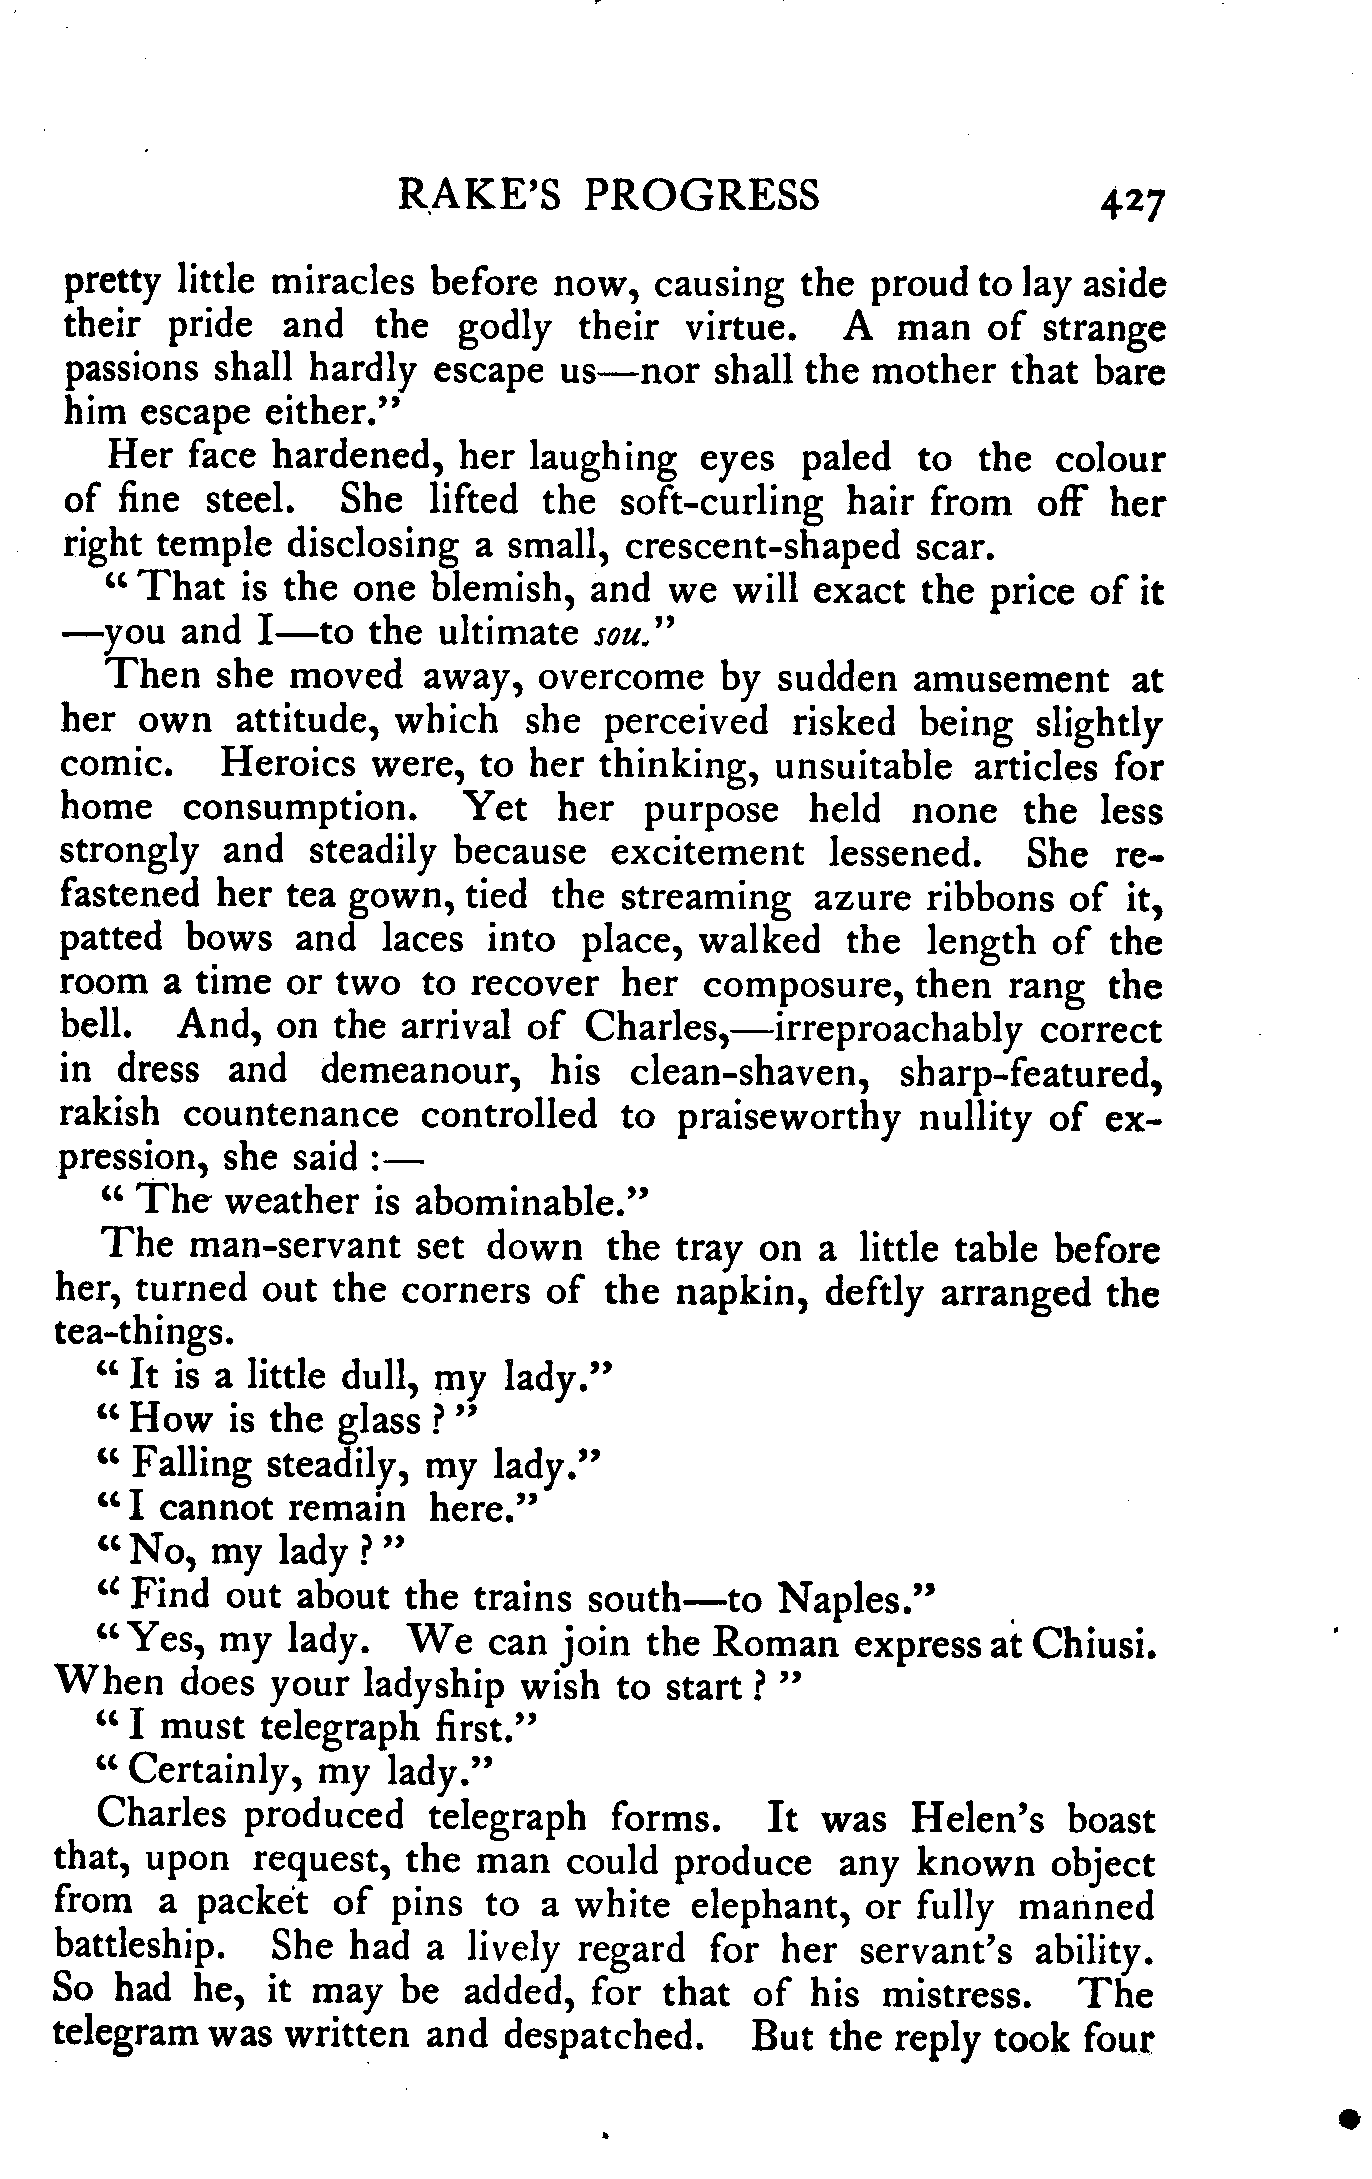 RAKE'S PROGRESS 427
pretty little miracles before now, causing the proud to lay aside
their pride and the godly their virtue. A man of strange
passions shall hardly escape us—nor shall the mother that bare
him escape either."
Her face hardened, her laughing eyes paled to the colour
of fine steel. She lifted the soft-curling hair from off her
right temple disclosing a small, crescent-shaped scar.
"That is the one blemish, and we will exact the price of it
—you and I—to the ultimate sou."
Then she moved away, overcome by sudden amusement at
her own attitude, which she perceived risked being slightly
comic. Heroics were, to her thinking, unsuitable articles for
home consumption. Yet her purpose held none the less
strongly and steadily because excitement lessened. She re-
fastened her tea gown, tied the streaming azure ribbons of it,
patted bows and laces into place, walked the length of the
room a time or two to recover her composure, then rang the
bell. And, on the arrival of Charles,—irreproachably correct
in dress and demeanour, his clean-shaven, sharp-featured,
rakish countenance controlled to praiseworthy nullity of ex-
pression, she said :—
"The weather is abominable."
The man-servant set down the tray on a little table before
her, turned out the corners of the napkin, deftly arranged the
tea-things.
"It is a little dull, my lady."
"How is the glass ?"
"Falling steadily, my lady."
"I cannot remain here."
"No, my lady ?"
"Find out about the trains south—to Naples."
"Yes, my lady. We can join the Roman express at Chiusi.
When does your ladyship wish to start ?"
"I must telegraph first."
"Certainly, my lady."
Charles produced telegraph forms. It was Helen's boast
that, upon request, the man could produce any known object
from a packet of pins to a white elephant, or fully manned
battleship. She had a lively regard for her servant's ability.
So had he, it may be added, for that of his mistress. The
telegram was written and despatched. But the reply took four